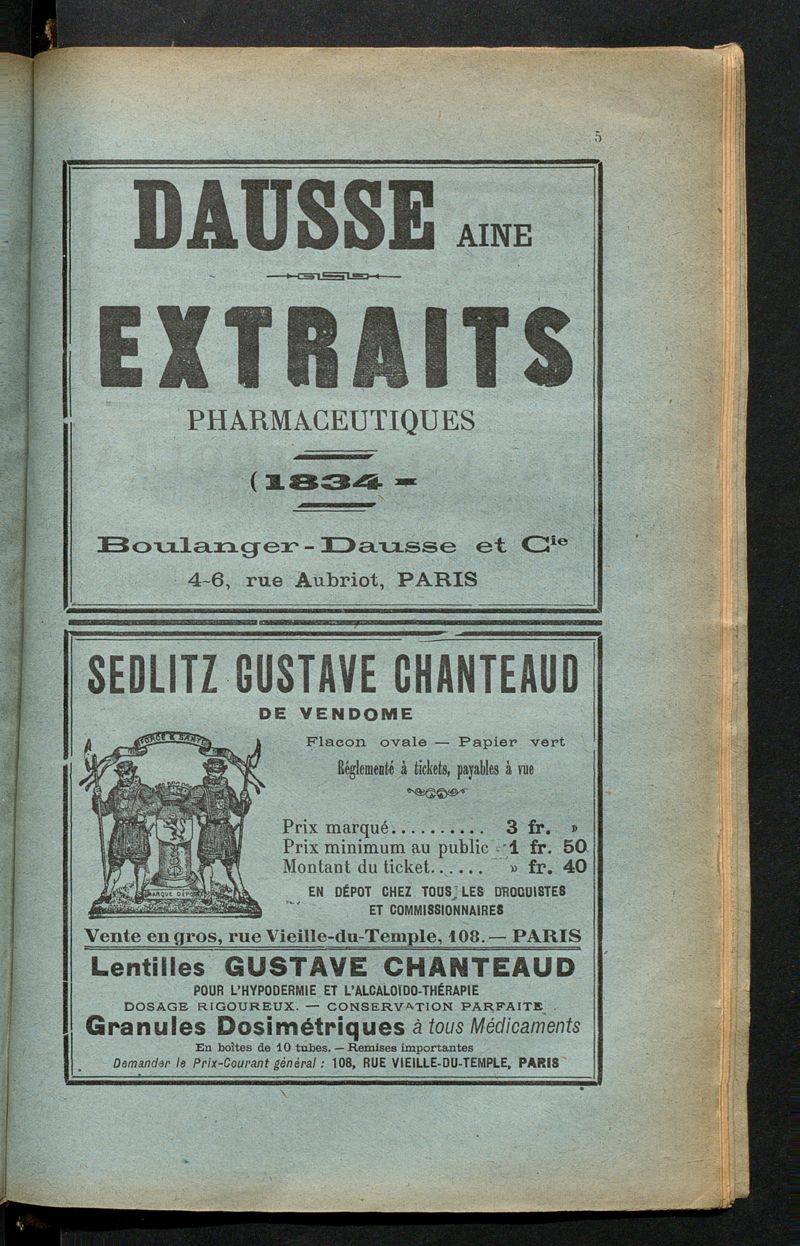 5
DAUSSE AINE
EXTRAITS
PHARMACEUTIQUES
(1834 -
Boulanger-Dausse et Cie
4-6, rue Aubriot, PARIS
SEDLITZ GUSTAVE CHANTEAUD
DE VENDOME
FORCE & SANTÉ
MARQUE DÉPOSÉE
Flacon ovale — Papier vert
Réglementé à tickets, payables à vue
Prix marqué.......... 3 fr. »
Prix minimum au public 1 fr. 50
Montant du ticket...... » fr. 40
EN DÉPOT CHEZ TOUS LES DROGUISTES
ET COMMISSIONNAIRES
Vente en gros, rue Vieille-du-Temple, 108. — PARIS
Lentilles GUSTAVE CHANTEAUD
POUR L'HYPODERMIE ET L'ALCALOÏDO-THÉRAPIE
DOSAGE RIGOUREUX. — CONSERVATION PARFAITE
Granules Dosimétriques à tous Médicaments
En boîtes de 10 tubes. — Remises importantes
Demander le Prix-Courant général : 108, RUE VIEILLE-DU-TEMPLE, PARIS